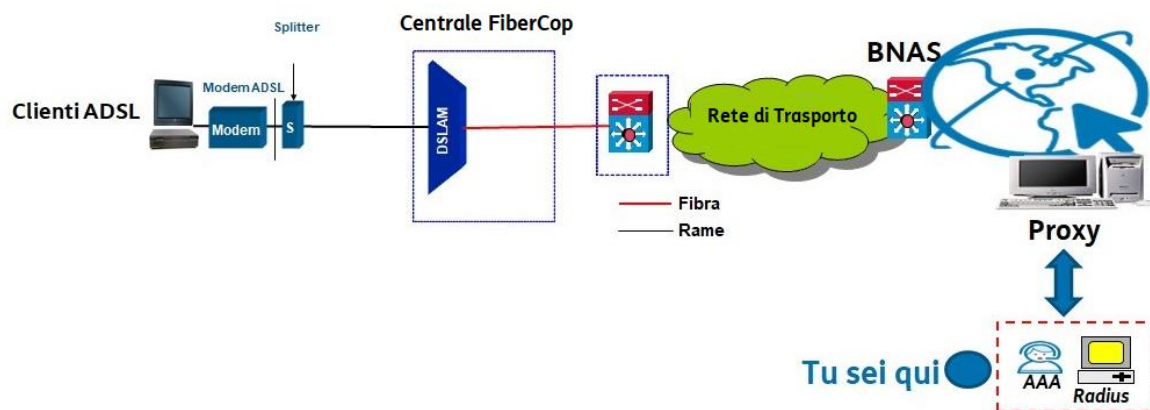 Splitter
Centrale FiberCop
BNAS
Clienti ADSL
Modem ADSL
Modem
S
DSLAM
Rete di Trasporto
Fibra
Rame
Proxy
Tu sei qui
AAA
Radius